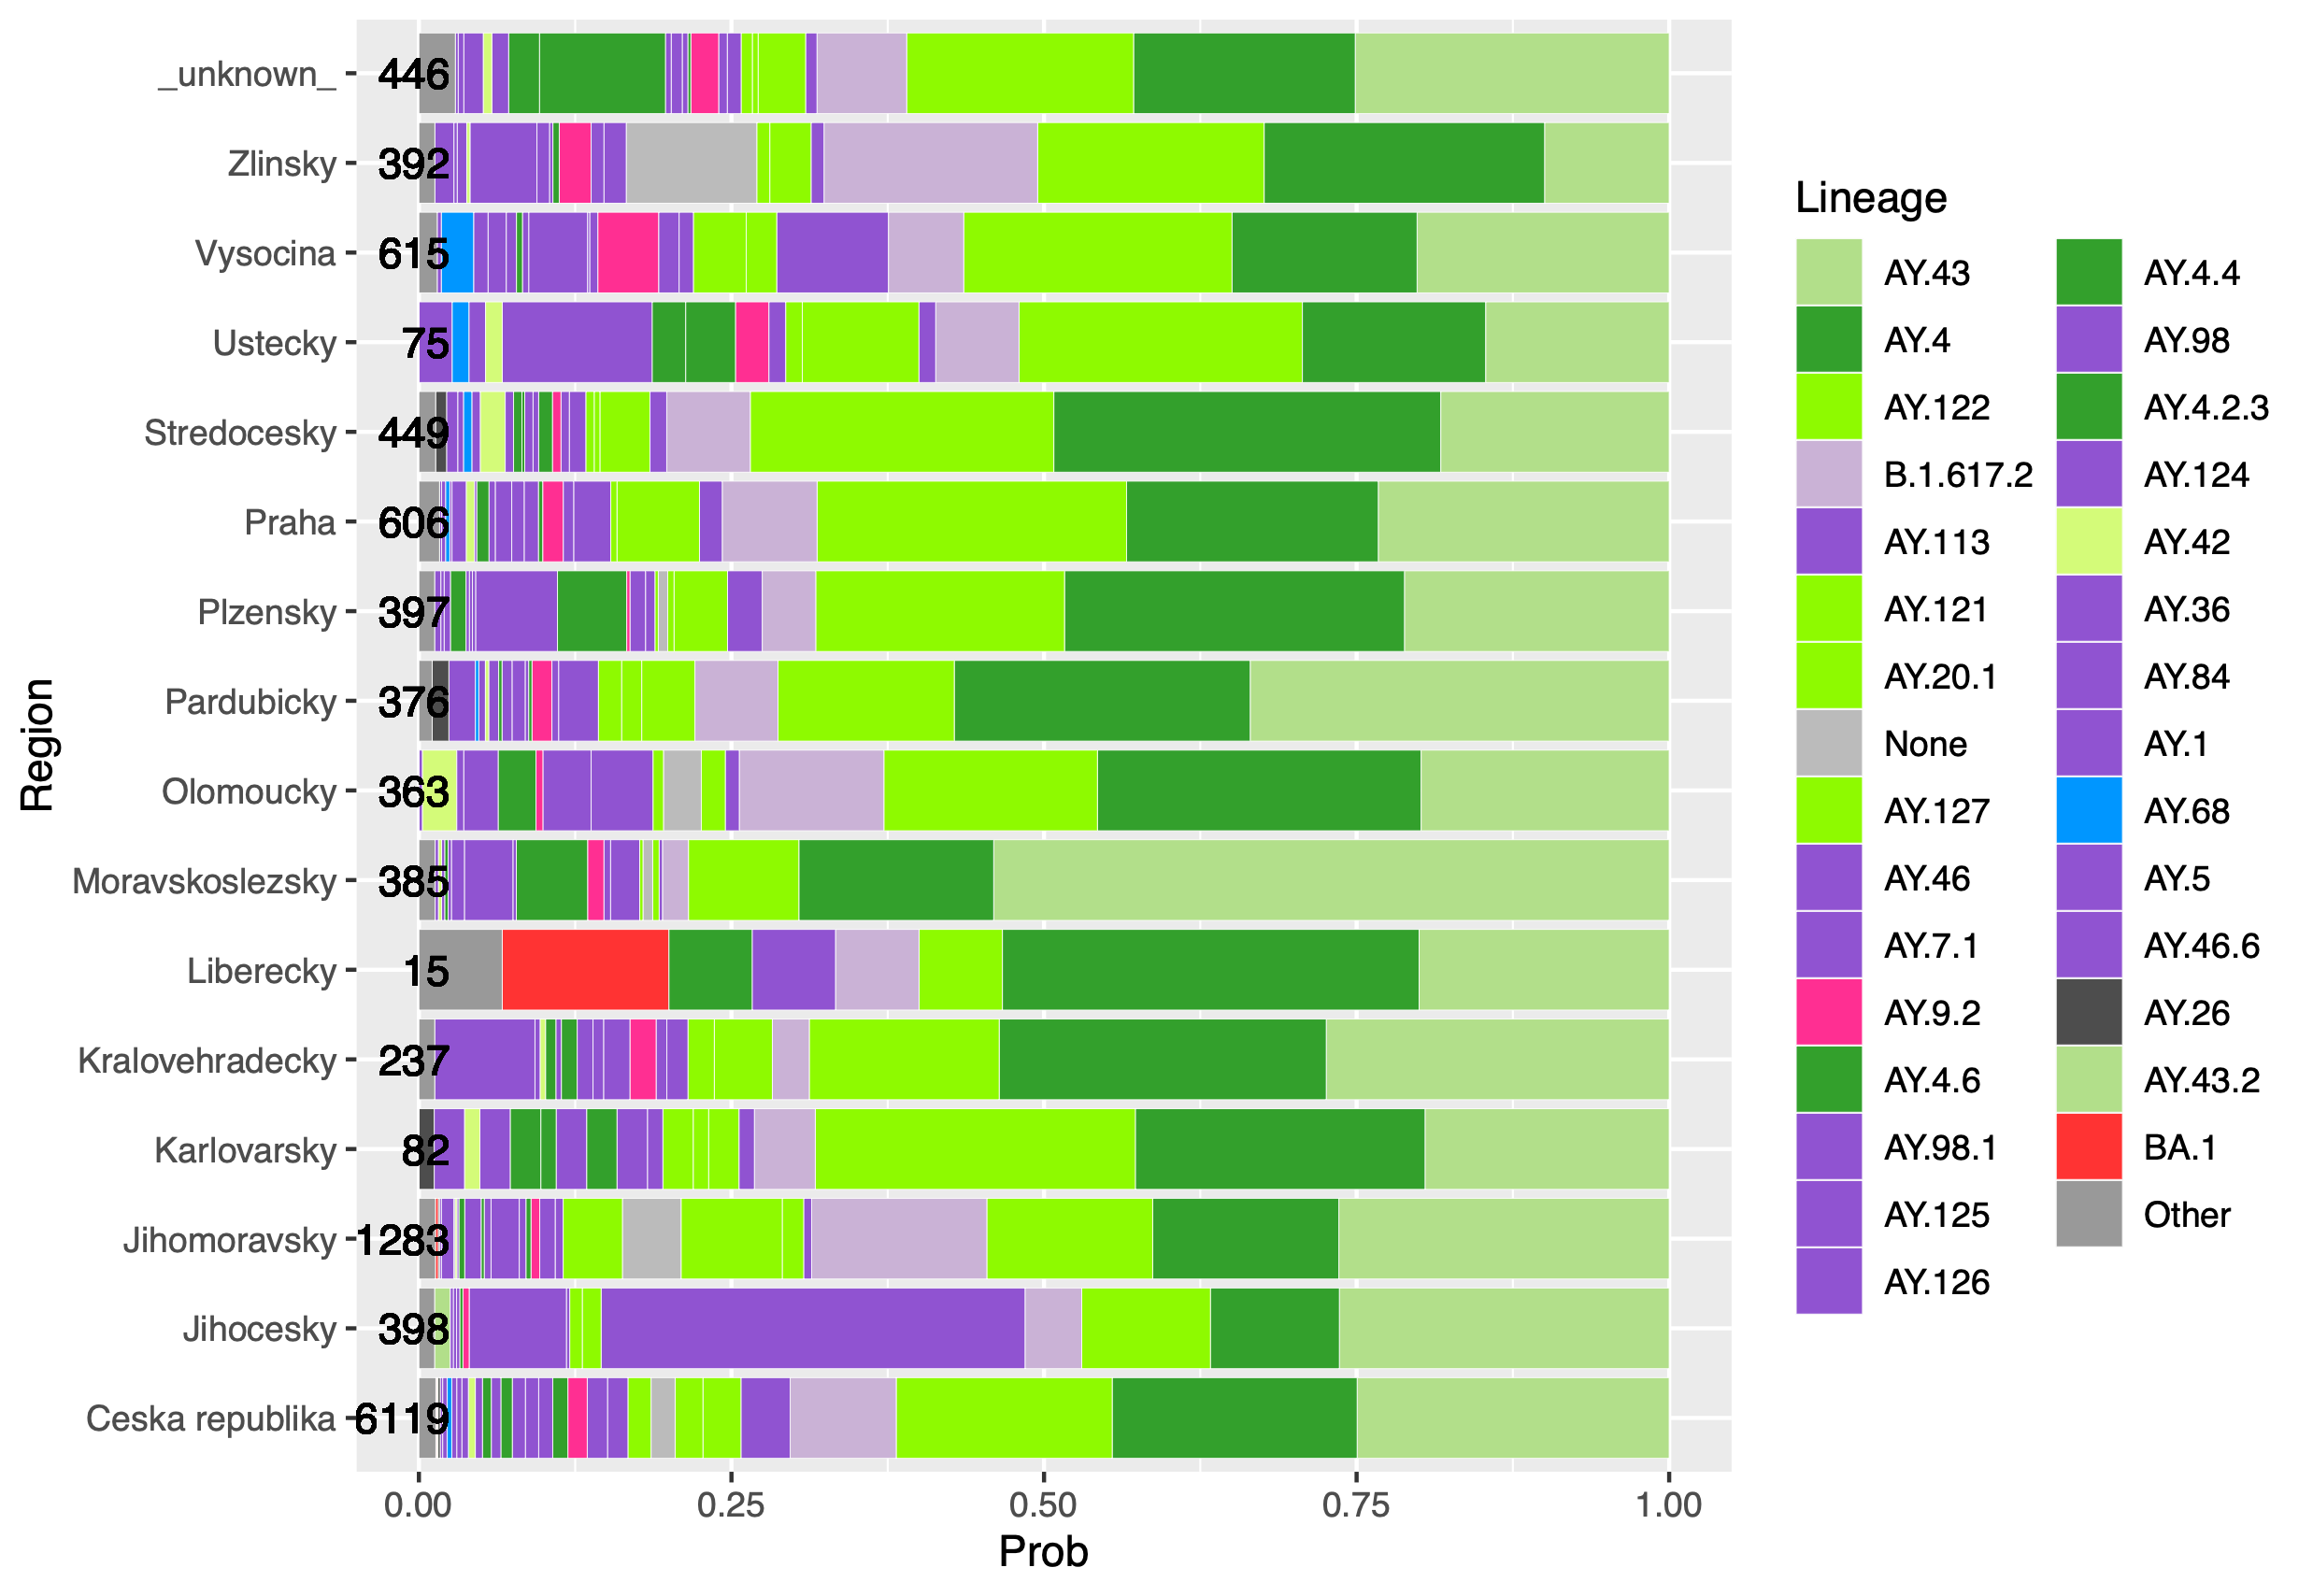 _unknown_ 446
Zlinsky 392
Vysocina 615
Ustecky 75
Stredocesky 449
Praha 606
Plzensky 397
Pardubicky 376
Olomoucky 363
Moravskoslezsky 385
Liberecky 15
Kralovehradecky 237
Karlovarsky 82
Jihomoravsky 1283
Jihocesky 398
Ceska republika 6119
Region
0.00 0.25 0.50 0.75 1.00
Prob
Lineage
AY.43
AY.4
AY.122
B.1.617.2
AY.113
AY.121
AY.20.1
None
AY.127
AY.46
AY.7.1
AY.9.2
AY.4.6
AY.98.1
AY.125
AY.126
AY.4.4
AY.98
AY.4.2.3
AY.124
AY.42
AY.36
AY.84
AY.1
AY.68
AY.5
AY.46.6
AY.26
AY.43.2
BA.1
Other